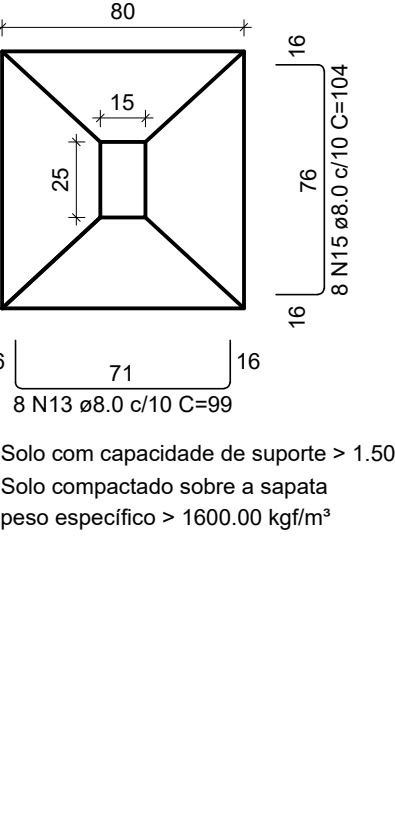 80
15
25
16
76
16
8 N15 ø8.0 c/10 C=104
71
16
8 N13 ø8.0 c/10 C=99
Solo com capacidade de suporte > 1.50
Solo compactado sobre a sapata
peso específico > 1600.00 kgf/m³